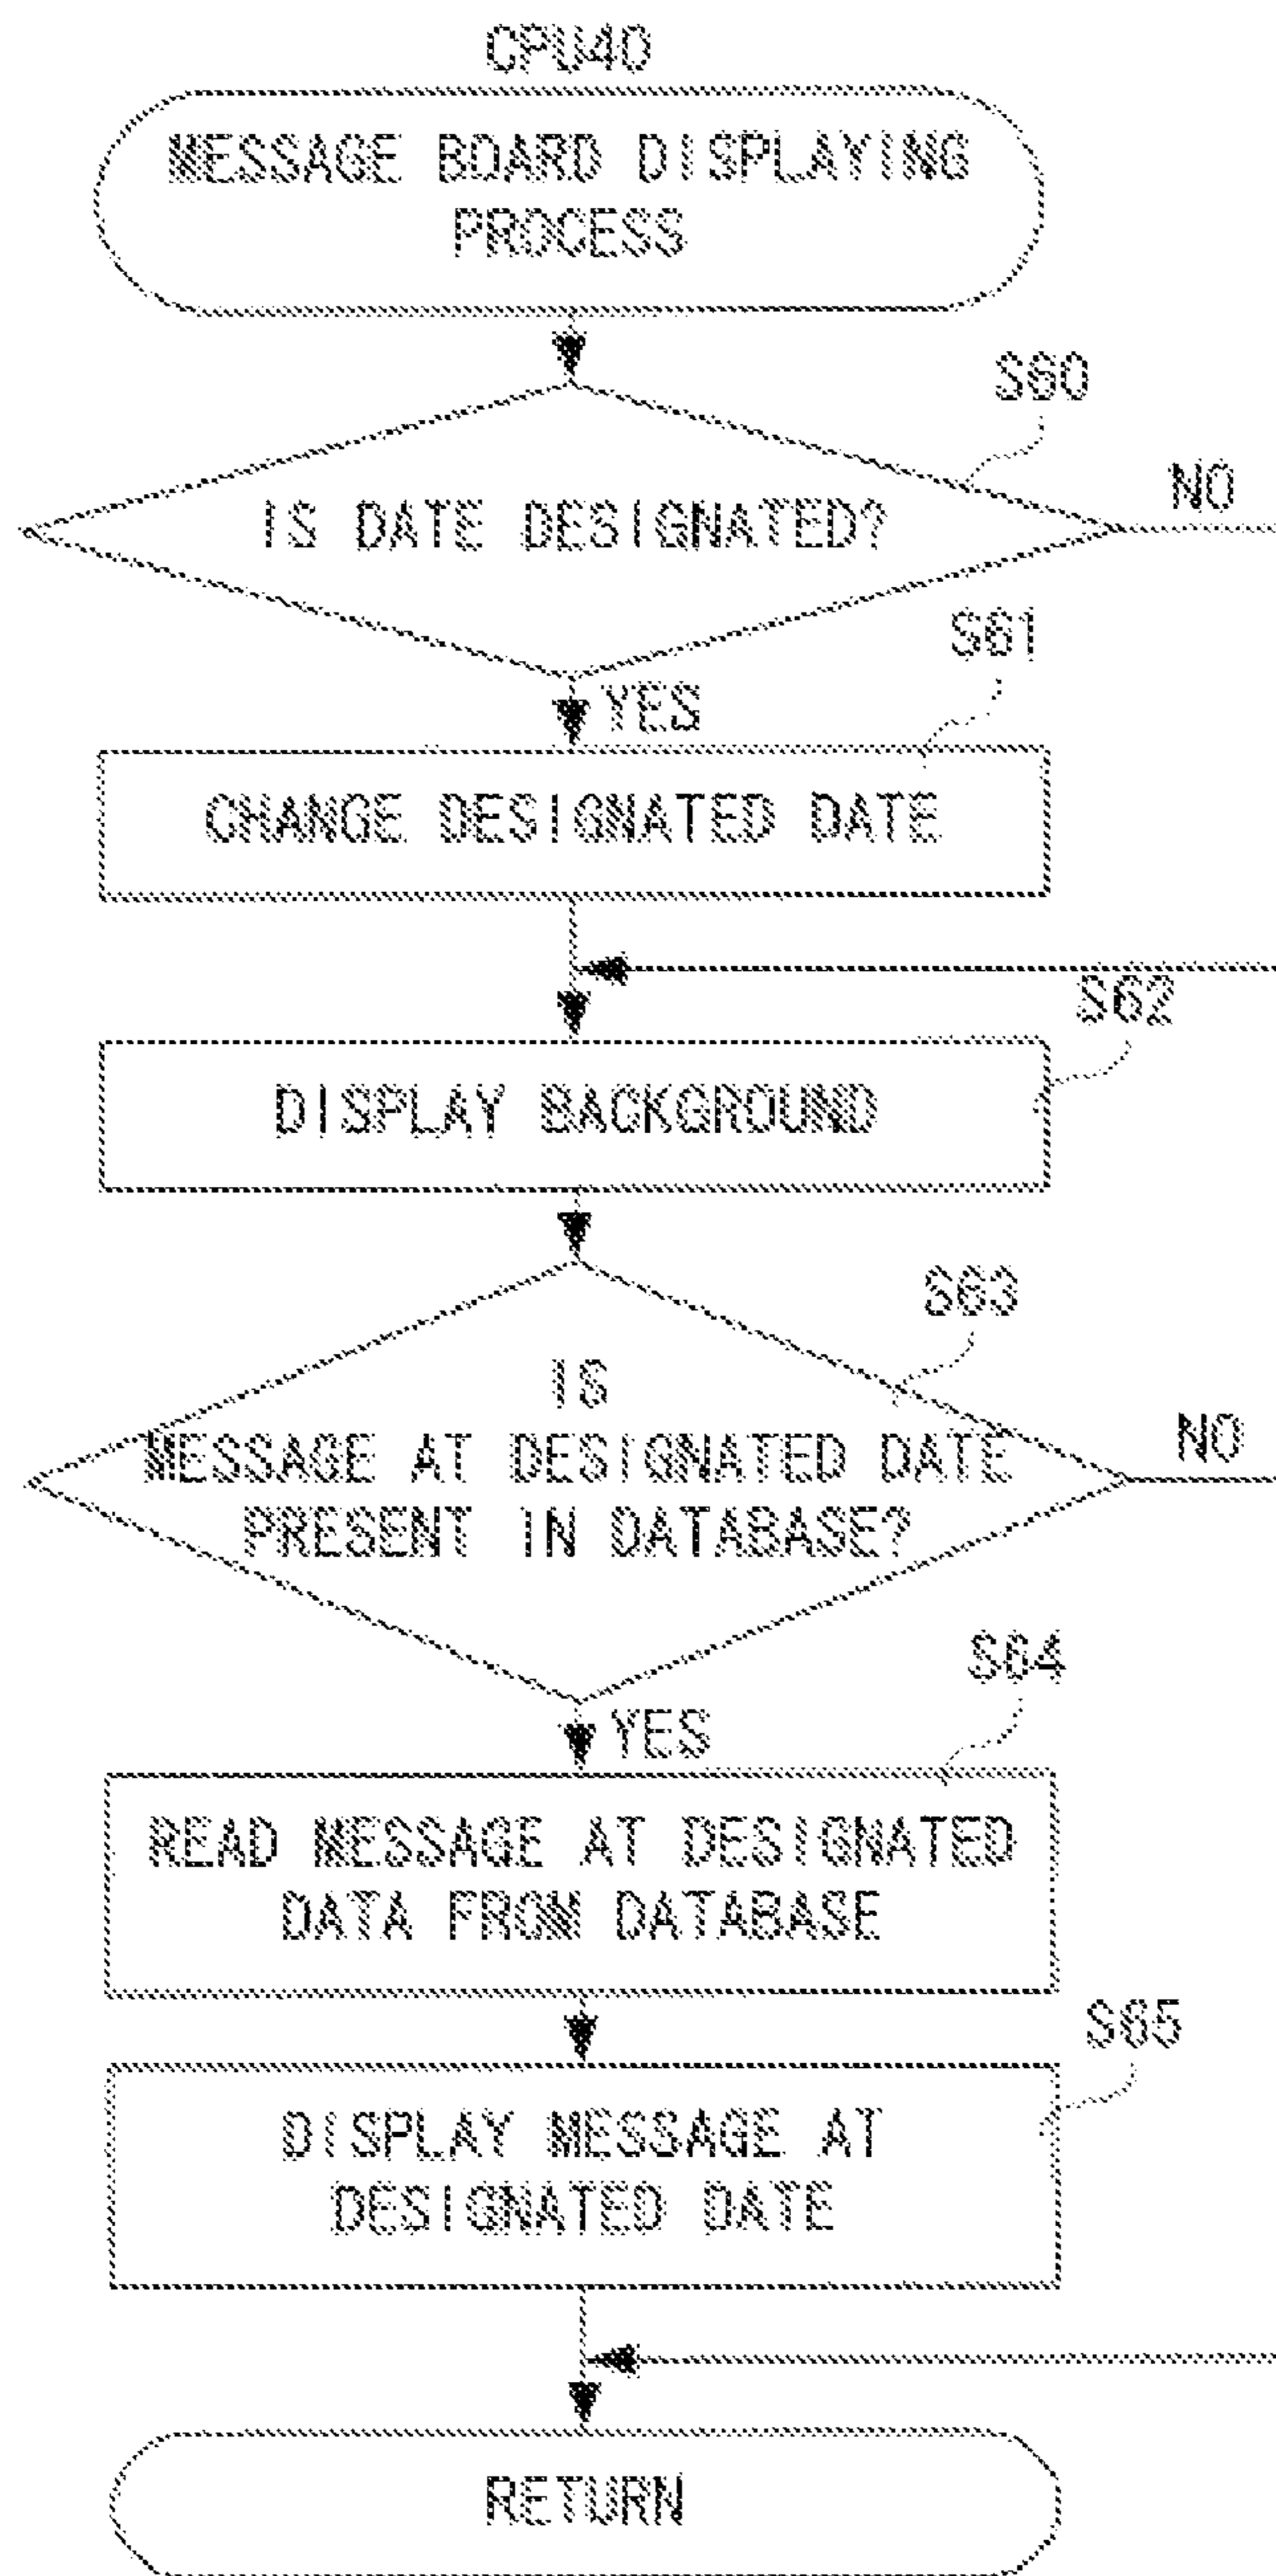 CPU40
MESSAGE BOARD DISPLAYING
PROCESS
S60
IS DATE DESIGNATED?
NO
S61
YES
CHANGE DESIGNATED DATE
S62
DISPLAY BACKGROUND
S63
IS
MESSAGE AT DESIGNATED DATE
PRESENT IN DATABASE?
NO
S64
YES
READ MESSAGE AT DESIGNATED
DATA FROM DATABASE
S65
DISPLAY MESSAGE AT
DESIGNATED DATE
RETURN